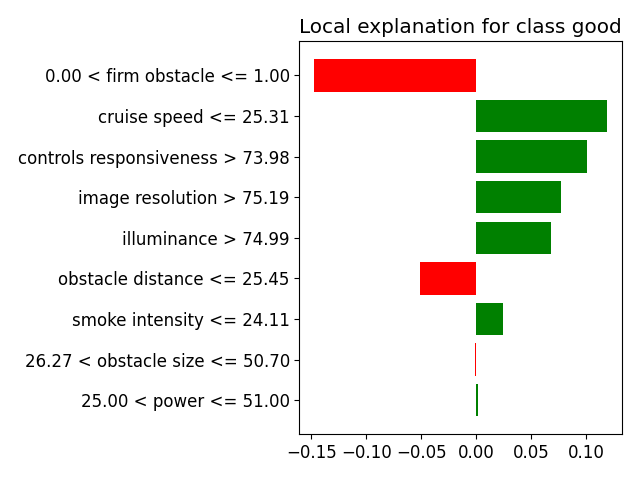 Local explanation for class good
0.00 < firm obstacle <= 1.00
cruise speed <= 25.31
controls responsiveness > 73.98
image resolution > 75.19
illuminance > 74.99
obstacle distance <= 25.45
smoke intensity <= 24.11
26.27 < obstacle size <= 50.70
25.00 < power <= 51.00
−0.15 −0.10 −0.05 0.00 0.05 0.10